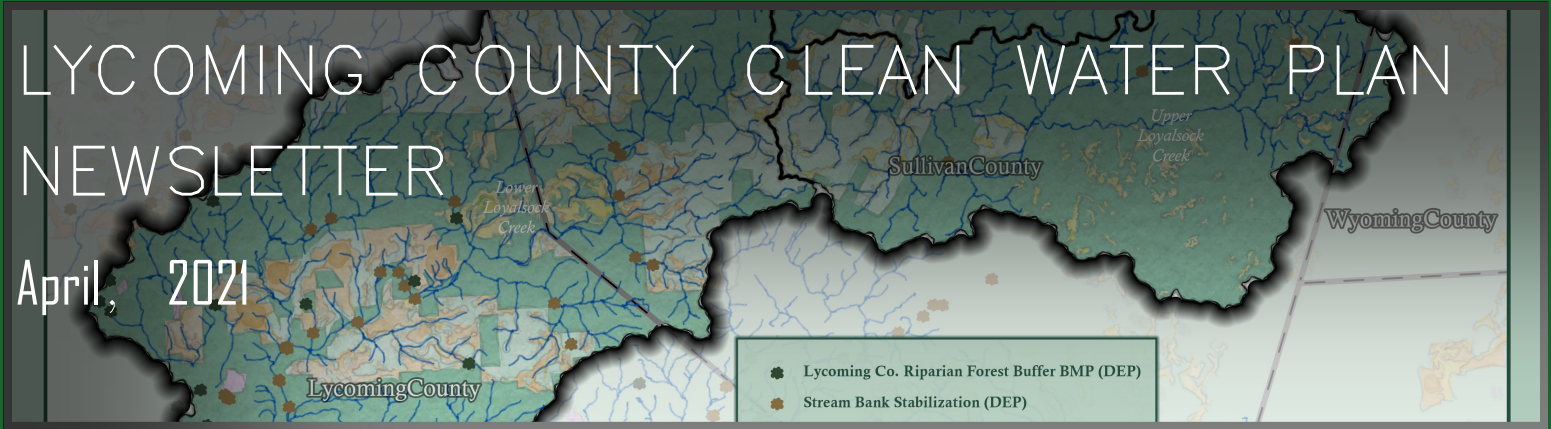 LYCOMING COUNTY CLEAN WATER PLAN
NEWSLETTER
April, 2021
Upper
Loyalsock
Creek
SullivanCounty
Lower
Loyalsock
Creek
WyomingCounty
LycomingCounty
Lycoming Co. Riparian Forest Buffer BMP (DEP)
Stream Bank Stabilization (DEP)